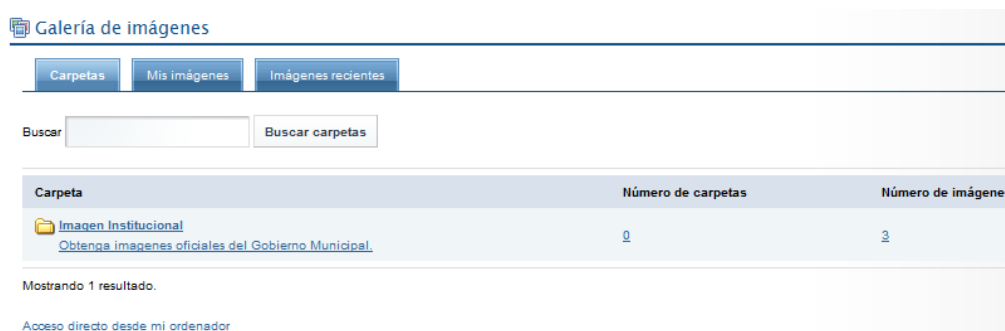 Galería de imágenes
Carpetas Mis imágenes Imágenes recientes
Buscar Buscar carpetas
Carpeta Número de carpetas Número de imágene
Imagen Institucional
Obtenga imagenes oficiales del Gobierno Municipal. 0 3
Mostrando 1 resultado.
Acceso directo desde mi ordenador